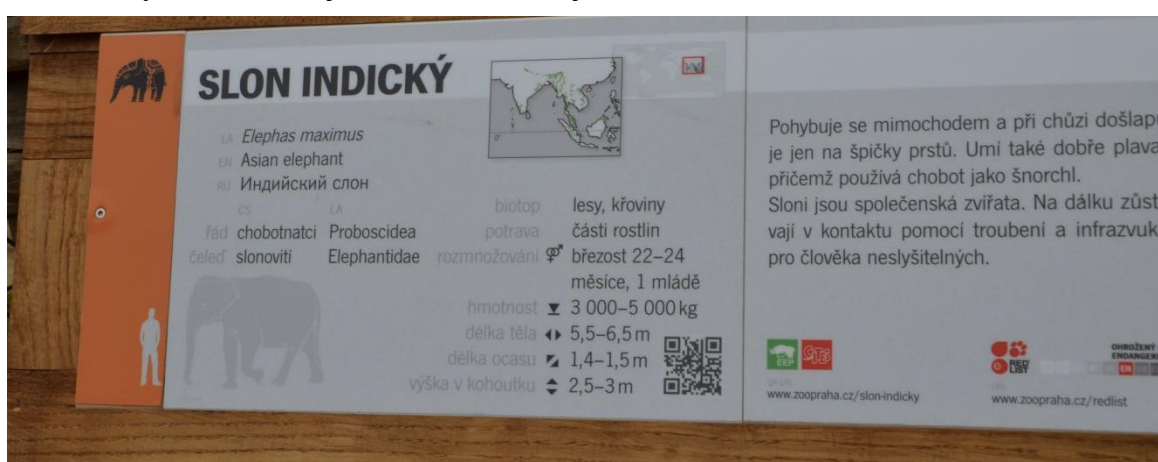 SLON INDICKÝ
LA Elephas maximus
EN Asian elephant
RU Индийский слон
CS LA
řád chobotnatci Proboscidea
čeleď slonovití Elephantidae
biotop lesy, křoviny
potrava části rostlin
rozmnožování březost 22–24
měsíce, 1 mládě
hmotnost 3 000–5 000 kg
délka těla 5,5–6,5 m
délka ocasu 1,4–1,5 m
výška v kohoutku 2,5–3 m
Pohybuje se mimochodem a při chůzi došlapu
je jen na špičky prstů. Umí také dobře plava
přičemž používá chobot jako šnorchl.
Sloni jsou společenská zvířata. Na dálku zůst
vají v kontaktu pomocí troubení a infrazvuk
pro člověka neslyšitelných.
EEP
RED LIST
OHROŽENÝ
ENDANGER
EN
www.zoopraha.cz/slon-indicky
www.zoopraha.cz/redlist